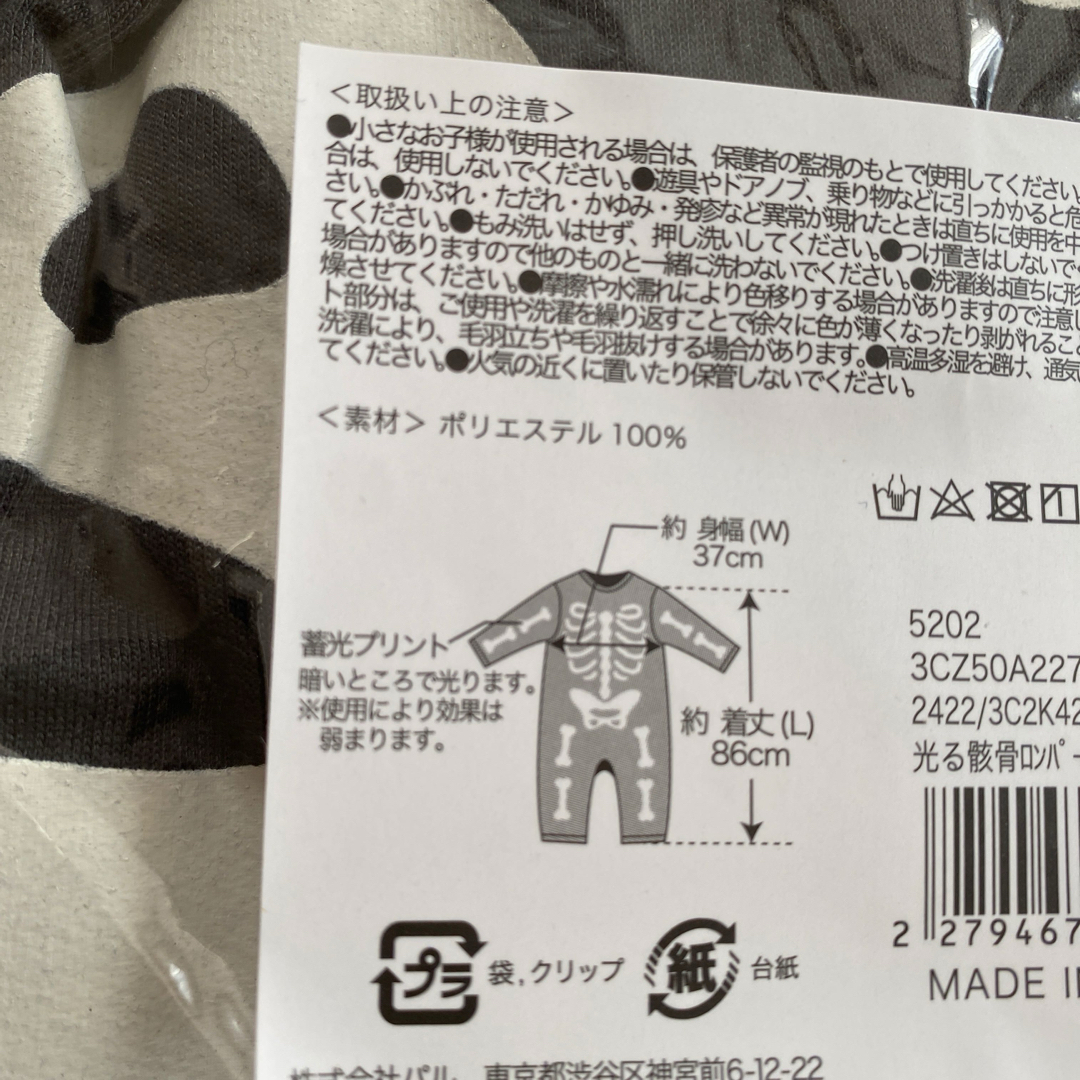 ＜取扱い上の注意＞
●小さなお子様が使用される場合は、保護者の監視のもとで使用してください。
合は、使用しないでください。●遊具やドアノブ、乗り物などに引っかかると危
さい。●かぶれ・ただれ・かゆみ・発疹など異常が現れたときは直ちに使用を中
てください。●もみ洗いはせず、押し洗いしてください。●つけ置きはしないで
場合がありますので他のものと一緒に洗わないでください。●洗濯後は直ちに形
燥させてください。●摩擦や水濡れにより色移りする場合がありますので注意し
ト部分は、ご使用や洗濯を繰り返すことで徐々に色が薄くなったり剥がれること
洗濯により、毛羽立ちや毛羽抜けする場合があります。●高温多湿を避け、通気
てください。●火気の近くに置いたり保管しないでください。
＜素材＞ ポリエステル 100%
約 身幅 (W)
37cm
蓄光プリント
暗いところで光ります。
※使用により効果は
弱まります。
約 着丈 (L)
86cm
5202
3CZ50A227
2422/3C2K42
光る骸骨ﾛﾝﾊﾟｰ
2 279467
MADE I
プラ 袋, クリップ
紙 台紙
株式会社パル 東京都渋谷区神宮前6-12-22